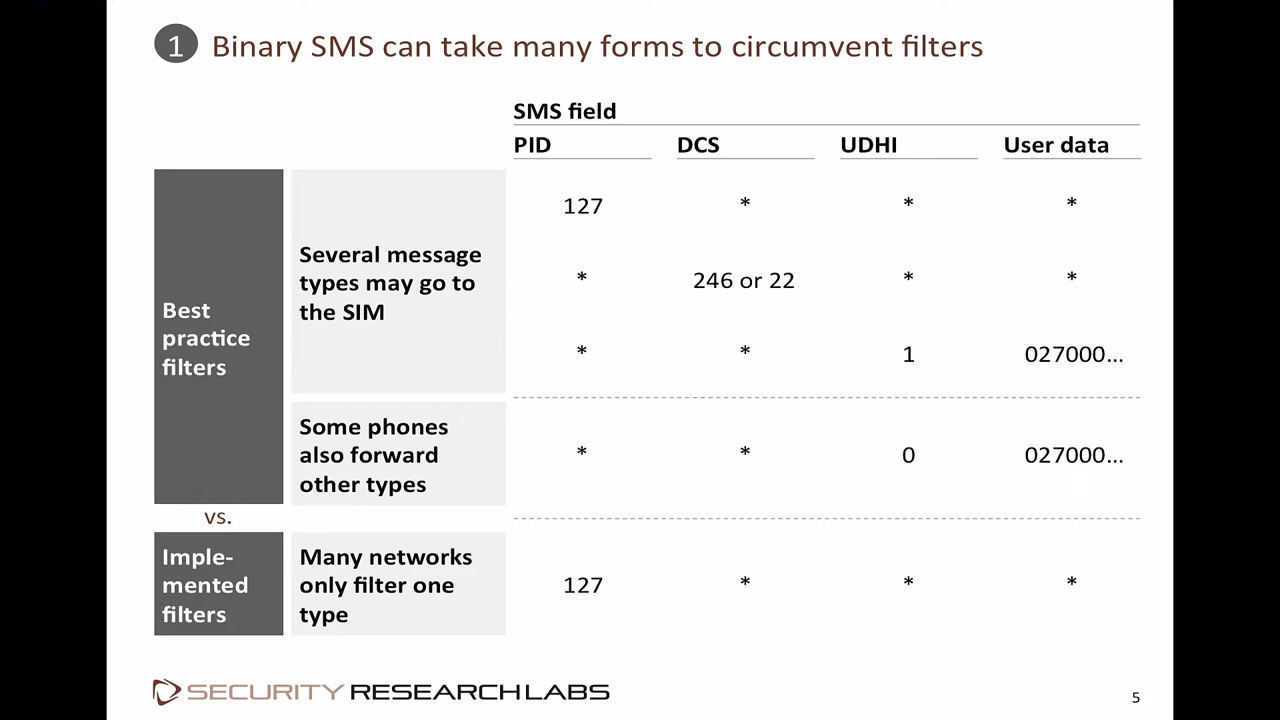 1 Binary SMS can take many forms to circumvent filters
SMS field
PID DCS UDHI User data
Best
practice
filters
Several message
types may go to
the SIM
127 * * *
* 246 or 22 * *
* * 1 027000...
Some phones
also forward
other types
* * 0 027000...
vs.
Imple-
mented
filters
Many networks
only filter one
type
127 * * *
SECURITY RESEARCH LABS
5